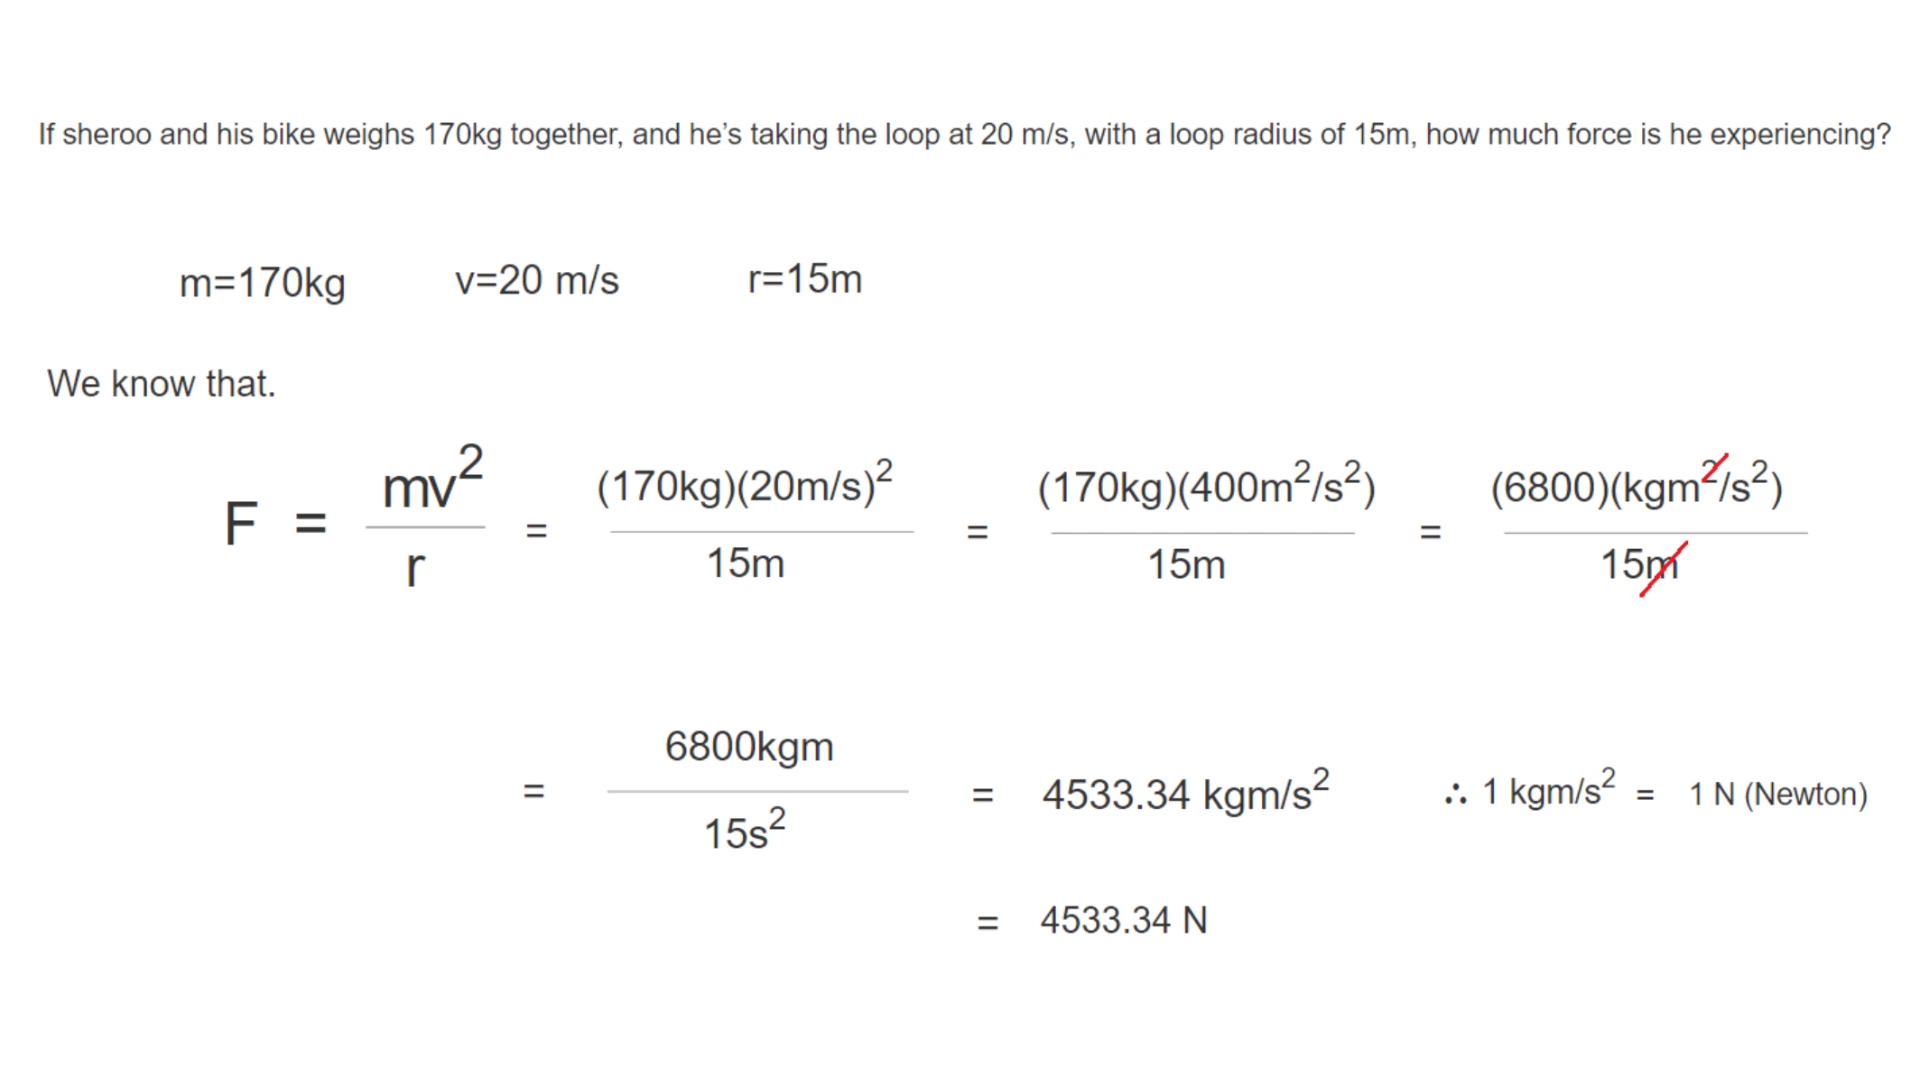 If sheroo and his bike weighs 170kg together, and he’s taking the loop at 20 m/s, with a loop radius of 15m, how much force is he experiencing?
m=170kg v=20 m/s r=15m
We know that.
F = mv²/r = (170kg)(20m/s)²/15m = (170kg)(400m²/s²)/15m = (6800)(kgm²/s²)/15m
= 6800kgm/15s² = 4533.34 kgm/s² ∴ 1 kgm/s² = 1 N (Newton)
= 4533.34 N